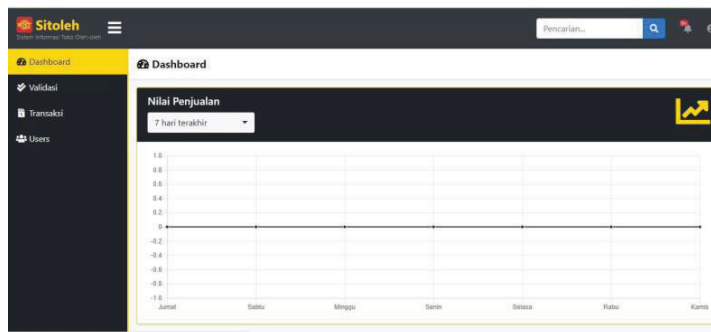 Sitoleh
Sistem Informasi Toko Oleh-oleh
Pencarian...
Dashboard
Validasi
Transaksi
Users
Dashboard
Nilai Penjualan
7 hari terakhir
1.0
0.8
0.6
0.4
0.2
0
-0.2
-0.4
-0.6
-0.8
-1.0
Jumat
Sabtu
Minggu
Senin
Selasa
Rabu
Kamis